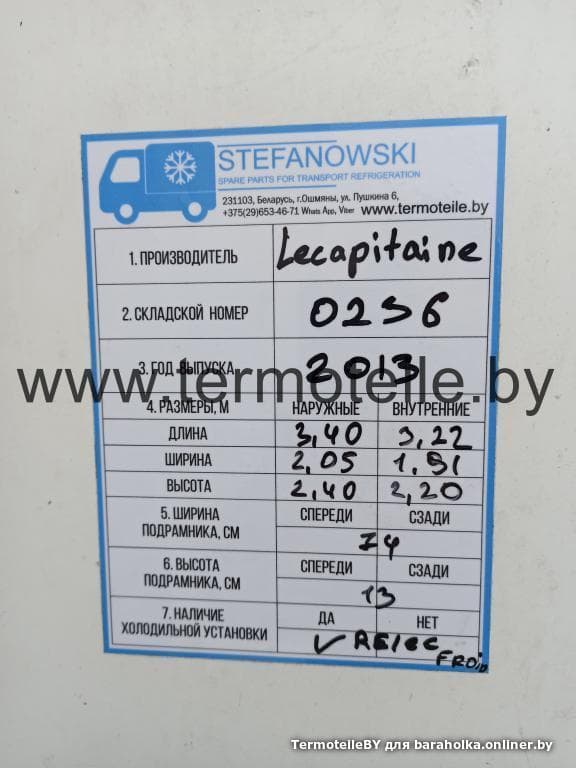 STEFANOWSKI
SPARE PARTS FOR TRANSPORT REFRIGERATION
231103, Беларусь, г.Ошмяны, ул. Пушкина 6,
+375(29)653-46-71 Whats App, Viber www.termoteile.by
1. ПРОИЗВОДИТЕЛЬ Lecapitaine
2. СКЛАДСКОЙ НОМЕР 0236
3. ГОД ВЫПУСКА 2013
www.termoteile.by
4. РАЗМЕРЫ, М НАРУЖНЫЕ ВНУТРЕННИЕ
ДЛИНА 3,40 3,22
ШИРИНА 2,05 1,91
ВЫСОТА 2,40 2,20
5. ШИРИНА ПОДРАМНИКА, СМ СПЕРЕДИ СЗАДИ
74
6. ВЫСОТА ПОДРАМНИКА, СМ СПЕРЕДИ СЗАДИ
13
7. НАЛИЧИЕ ХОЛОДИЛЬНОЙ УСТАНОВКИ ДА НЕТ
✓ RElec
FROID
TermotelleBY для baraholka.onliner.by